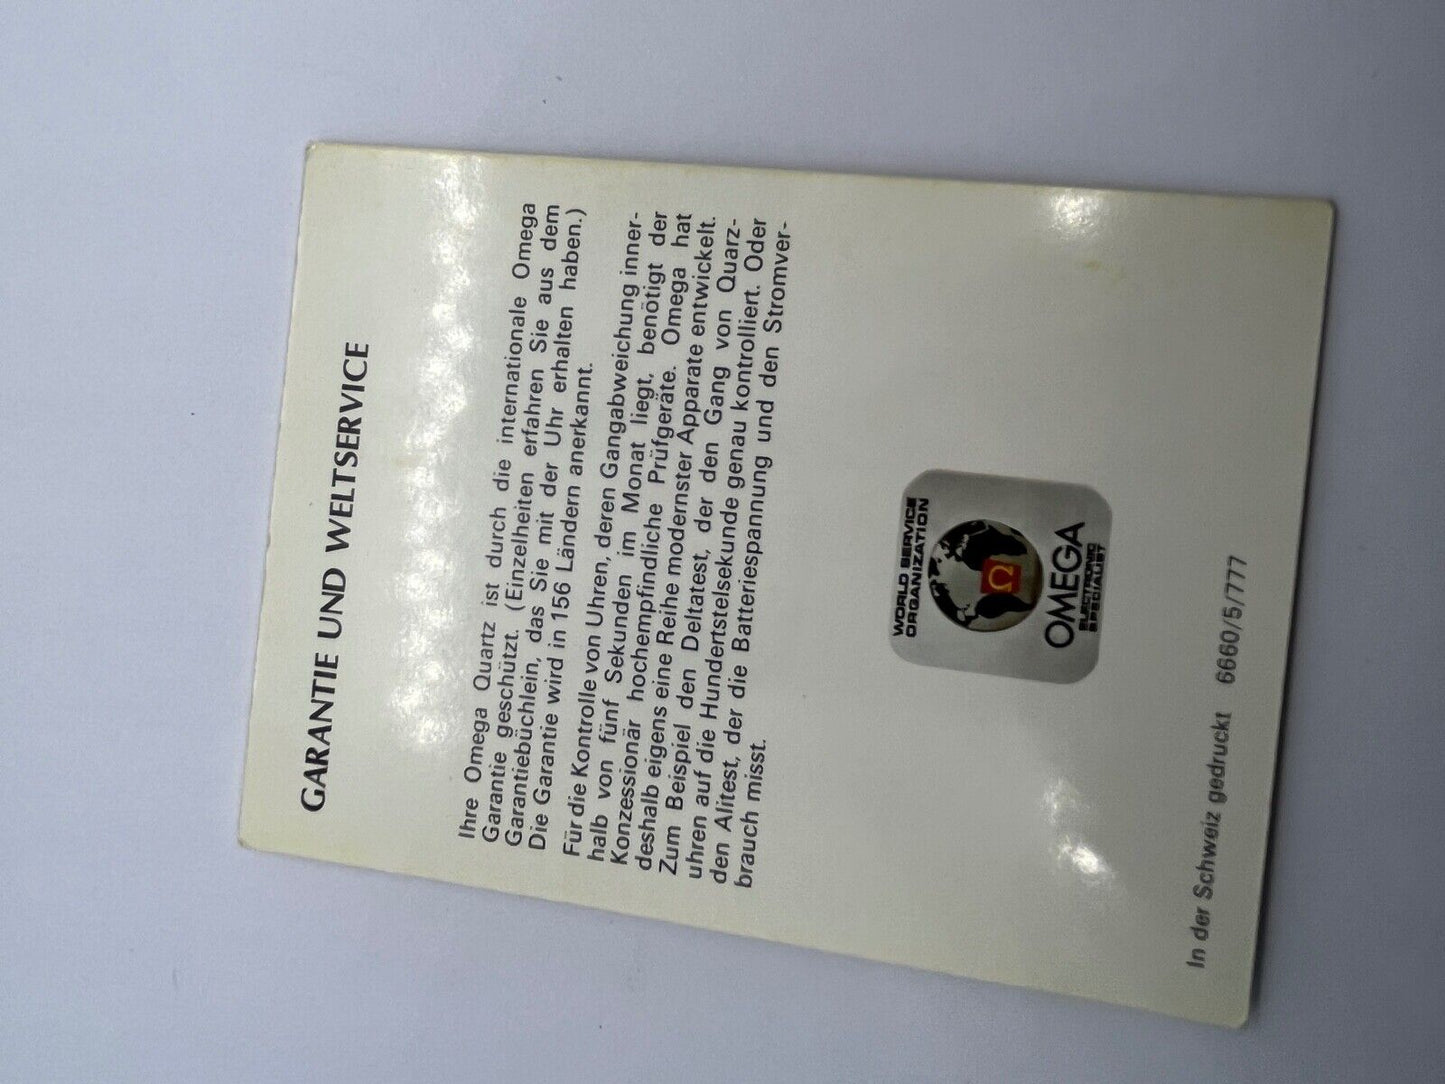 GARANTIE UND WELTSERVICE
Ihre Omega Quartz ist durch die internationale Omega
Garantie geschützt. (Einzelheiten erfahren Sie aus dem
Garantiebüchlein, das Sie mit der Uhr erhalten haben.)
Die Garantie wird in 156 Ländern anerkannt.
Für die Kontrolle von Uhren, deren Gangabweichung inner-
halb von fünf Sekunden im Monat liegt, benötigt der
Konzessionär hochempfindliche Prüfgeräte. Omega hat
deshalb eigens eine Reihe modernster Apparate entwickelt.
Zum Beispiel den Deltatest, der den Gang von Quarz-
uhren auf die Hundertstelsekunde genau kontrolliert. Oder
den Alitest, der die Batteriespannung und den Stromver-
brauch misst.
WORLD SERVICE
ORGANIZATION
Ω
OMEGA
ELECTRONIC
SPECIALIST
In der Schweiz gedruckt 6660/5/777